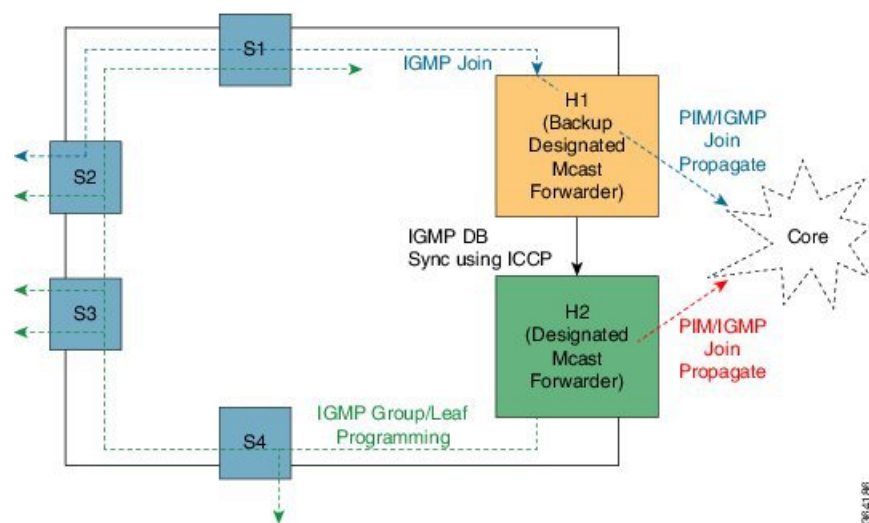 S1
IGMP Join
H1
(Backup
Designated
Mcast
Forwarder)
PIM/IGMP
Join
Propagate
S2
Core
IGMP DB
Sync using ICCP
S3
H2
(Designated
Mcast
Forwarder)
PIM/IGMP
Join
Propagate
S4
IGMP Group/Leaf
Programming
364186